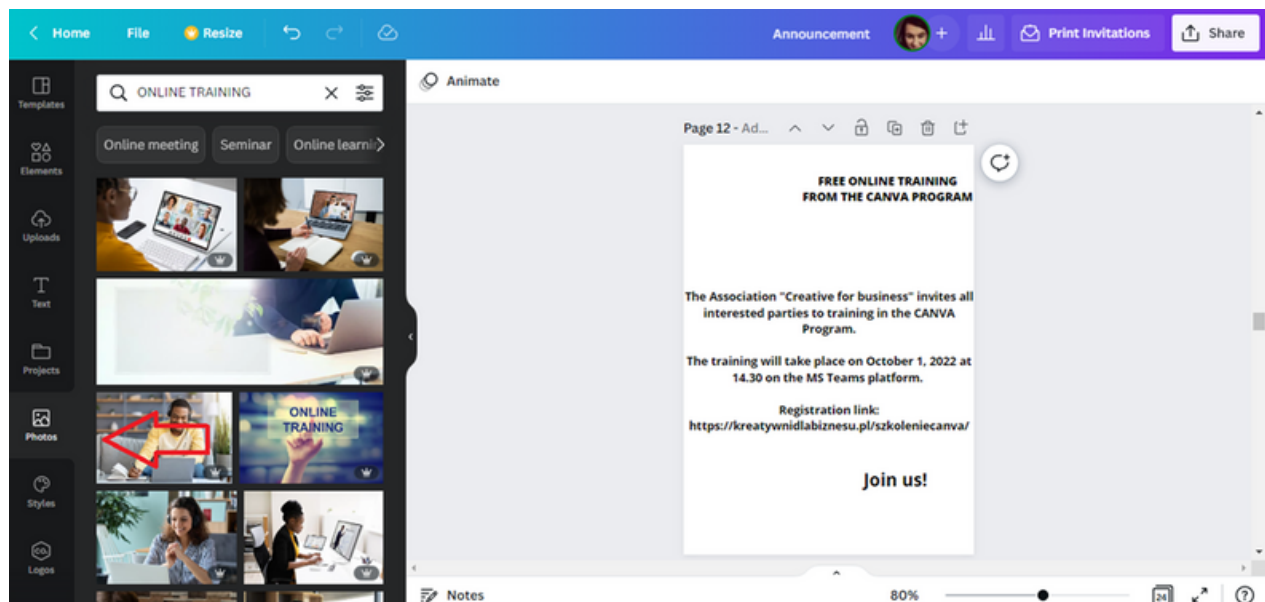 Home File Resize Announcement + Print Invitations Share
Templates
Elements
Uploads
Text
Projects
Photos
Styles
CO.
Logos
ONLINE TRAINING
Online meeting Seminar Online learnin
ONLINE
TRAINING
Animate
Page 12 - Ad...
FREE ONLINE TRAINING
FROM THE CANVA PROGRAM
The Association "Creative for business" invites all
interested parties to training in the CANVA
Program.
The training will take place on October 1, 2022 at
14.30 on the MS Teams platform.
Registration link:
https://kreatywnidlabiznesu.pl/szkoleniecanva/
Join us!
Notes 80% 24